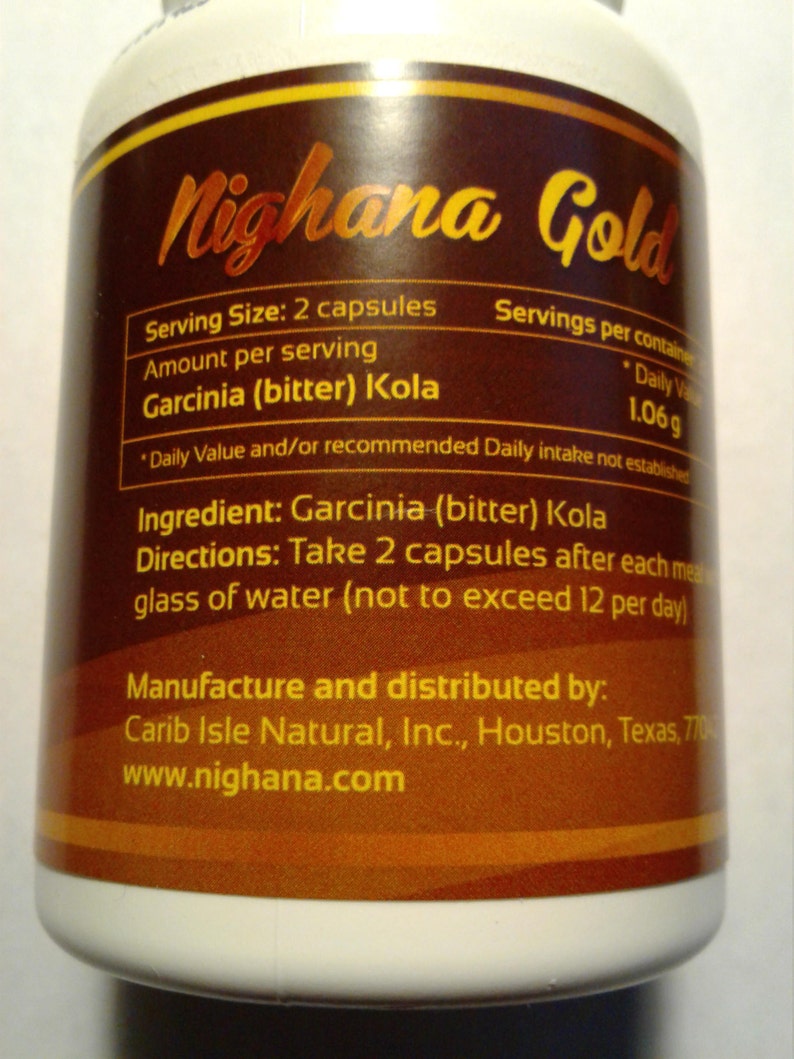 Nighana Gold
Serving Size: 2 capsules Servings per container
Amount per serving * Daily
Garcinia (bitter) Kola 1.06 g
* Daily Value and/or recommended Daily intake not established
Ingredient: Garcinia (bitter) Kola
Directions: Take 2 capsules after each meal
glass of water (not to exceed 12 per day)
Manufacture and distributed by:
Carib Isle Natural, Inc., Houston, Texas,
www.nighana.com